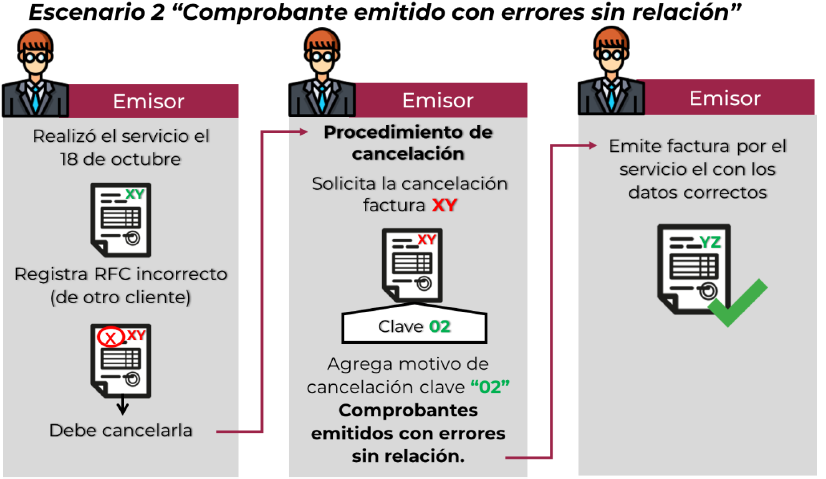 Escenario 2 “Comprobante emitido con errores sin relación”
Emisor
Realizó el servicio el
18 de octubre
XY
Registra RFC incorrecto
(de otro cliente)
X XY
Debe cancelarla
Emisor
Procedimiento de
cancelación
Solicita la cancelación
factura XY
XY
Clave 02
Agrega motivo de
cancelación clave “02”
Comprobantes
emitidos con errores
sin relación.
Emisor
Emite factura por el
servicio el con los
datos correctos
YZ